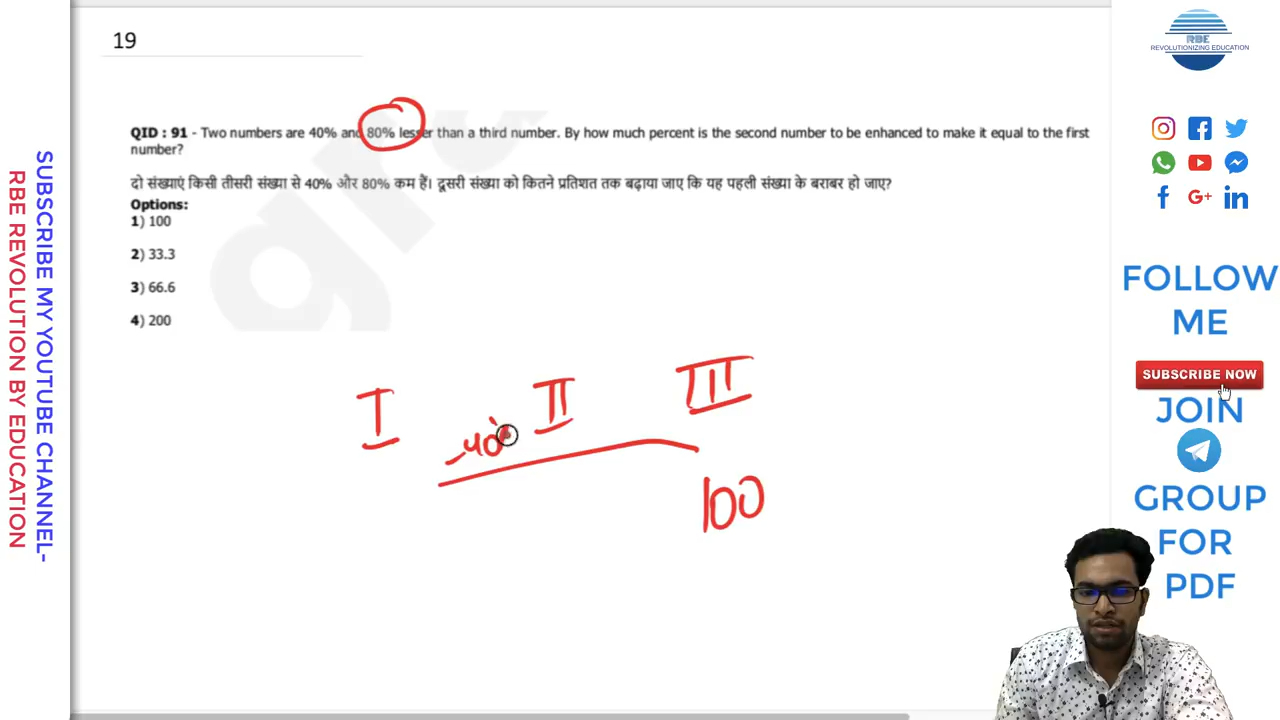 19
QID : 91 - Two numbers are 40% and 80% lesser than a third number. By how much percent is the second number to be enhanced to make it equal to the first
number?
दो संख्याएं किसी तीसरी संख्या से 40% और 80% कम हैं। दूसरी संख्या को कितने प्रतिशत तक बढ़ाया जाए कि यह पहली संख्या के बराबर हो जाए?
Options:
1) 100
2) 33.3
3) 66.6
4) 200
I II III
-40%
100
SUBSCRIBE MY YOUTUBE CHANNEL-
RBE REVOLUTION BY EDUCATION
RBE
REVOLUTIONIZING EDUCATION
FOLLOW
ME
SUBSCRIBE NOW
JOIN
GROUP
FOR
PDF